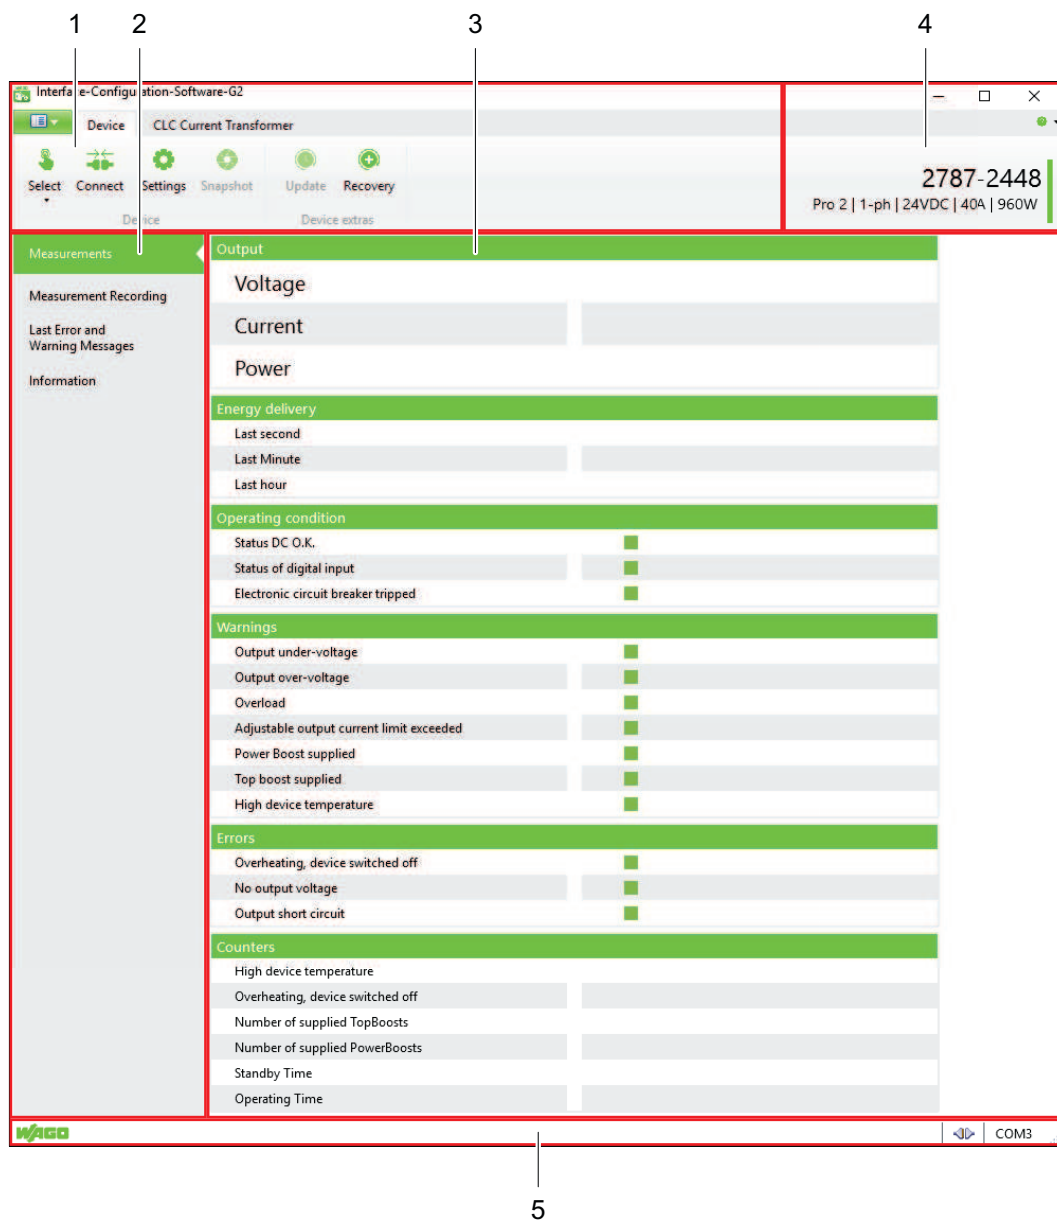 1 2 3 4
Interface-Configuration-Software-G2
Device CLC Current Transformer
Select Connect Settings Snapshot Update Recovery
Device Device extras
2787-2448
Pro 2 | 1-ph | 24VDC | 40A | 960W
Measurements
Measurement Recording
Last Error and
Warning Messages
Information
Output
Voltage
Current
Power
Energy delivery
Last second
Last Minute
Last hour
Operating condition
Status DC O.K.
Status of digital input
Electronic circuit breaker tripped
Warnings
Output under-voltage
Output over-voltage
Overload
Adjustable output current limit exceeded
Power Boost supplied
Top boost supplied
High device temperature
Errors
Overheating, device switched off
No output voltage
Output short circuit
Counters
High device temperature
Overheating, device switched off
Number of supplied TopBoosts
Number of supplied PowerBoosts
Standby Time
Operating Time
WAGO COM3
5